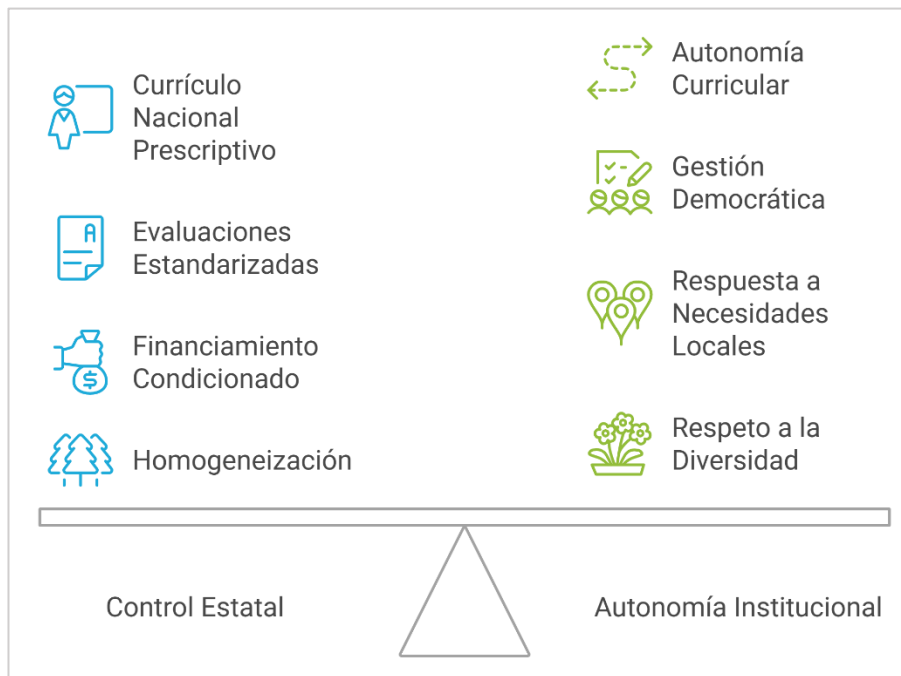 Currículo
Nacional
Prescriptivo
Evaluaciones
Estandarizadas
A
Financiamiento
Condicionado
$
Homogeneización
Autonomía
Curricular
Gestión
Democrática
Respuesta a
Necesidades
Locales
Respeto a la
Diversidad
Control Estatal
Autonomía Institucional